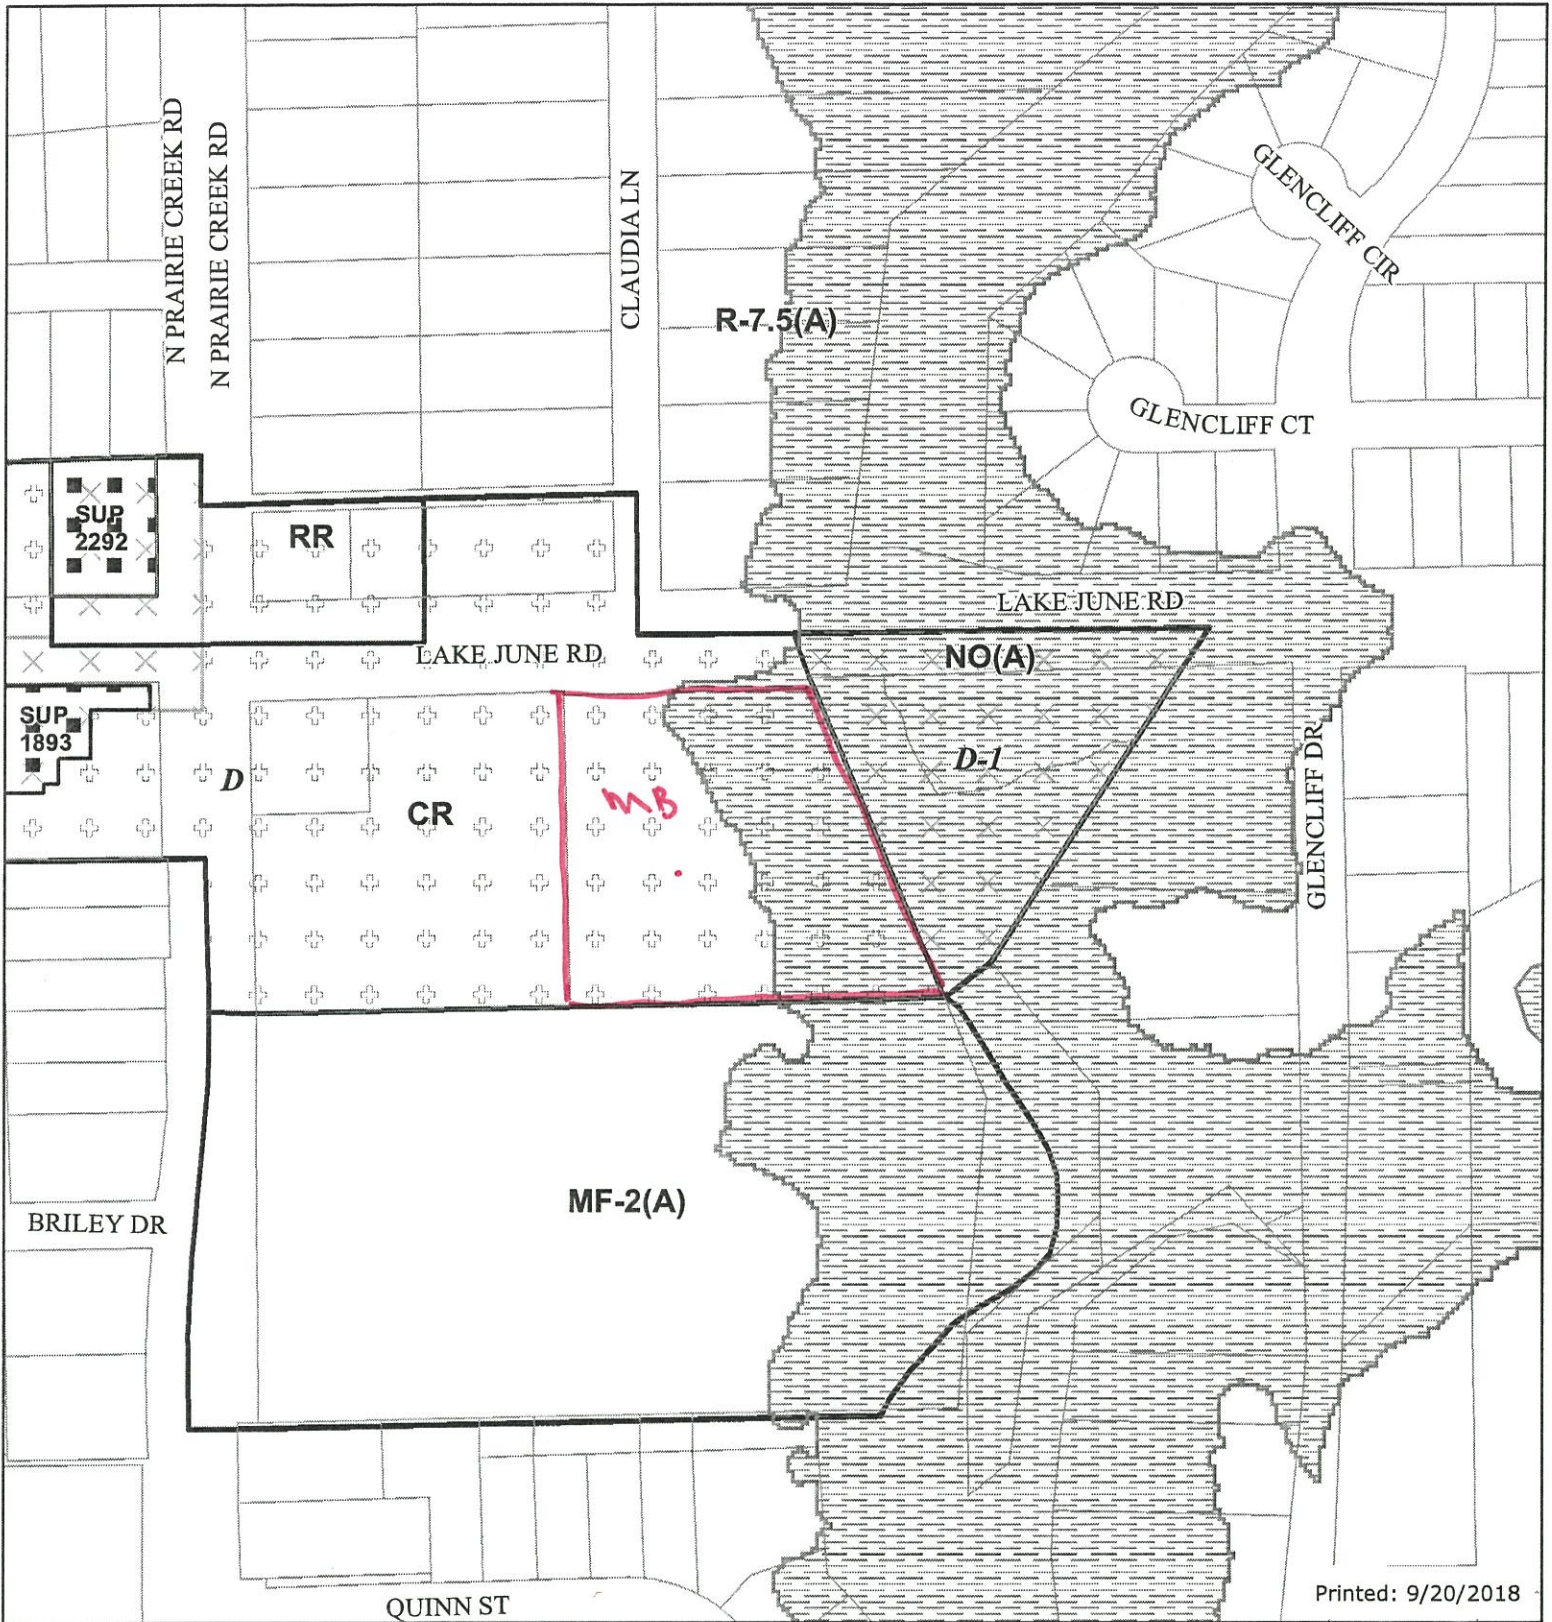 N PRAIRIE CREEK RD
N PRAIRIE CREEK RD
CLAUDIA LN
GLENCLIFF CIR
R-7.5(A)
GLENCLIFF CT
SUP
2292
RR
LAKE JUNE RD
LAKE JUNE RD
NO(A)
SUP
1893
D
CR
MB
D-1
GLENCLIFF DR
MF-2(A)
BRILEY DR
QUINN ST
Printed: 9/20/2018